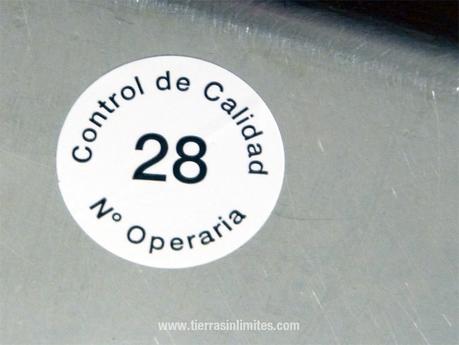 Control de Calidad
28
Nº Operaria
www.tierrasinlimites.com